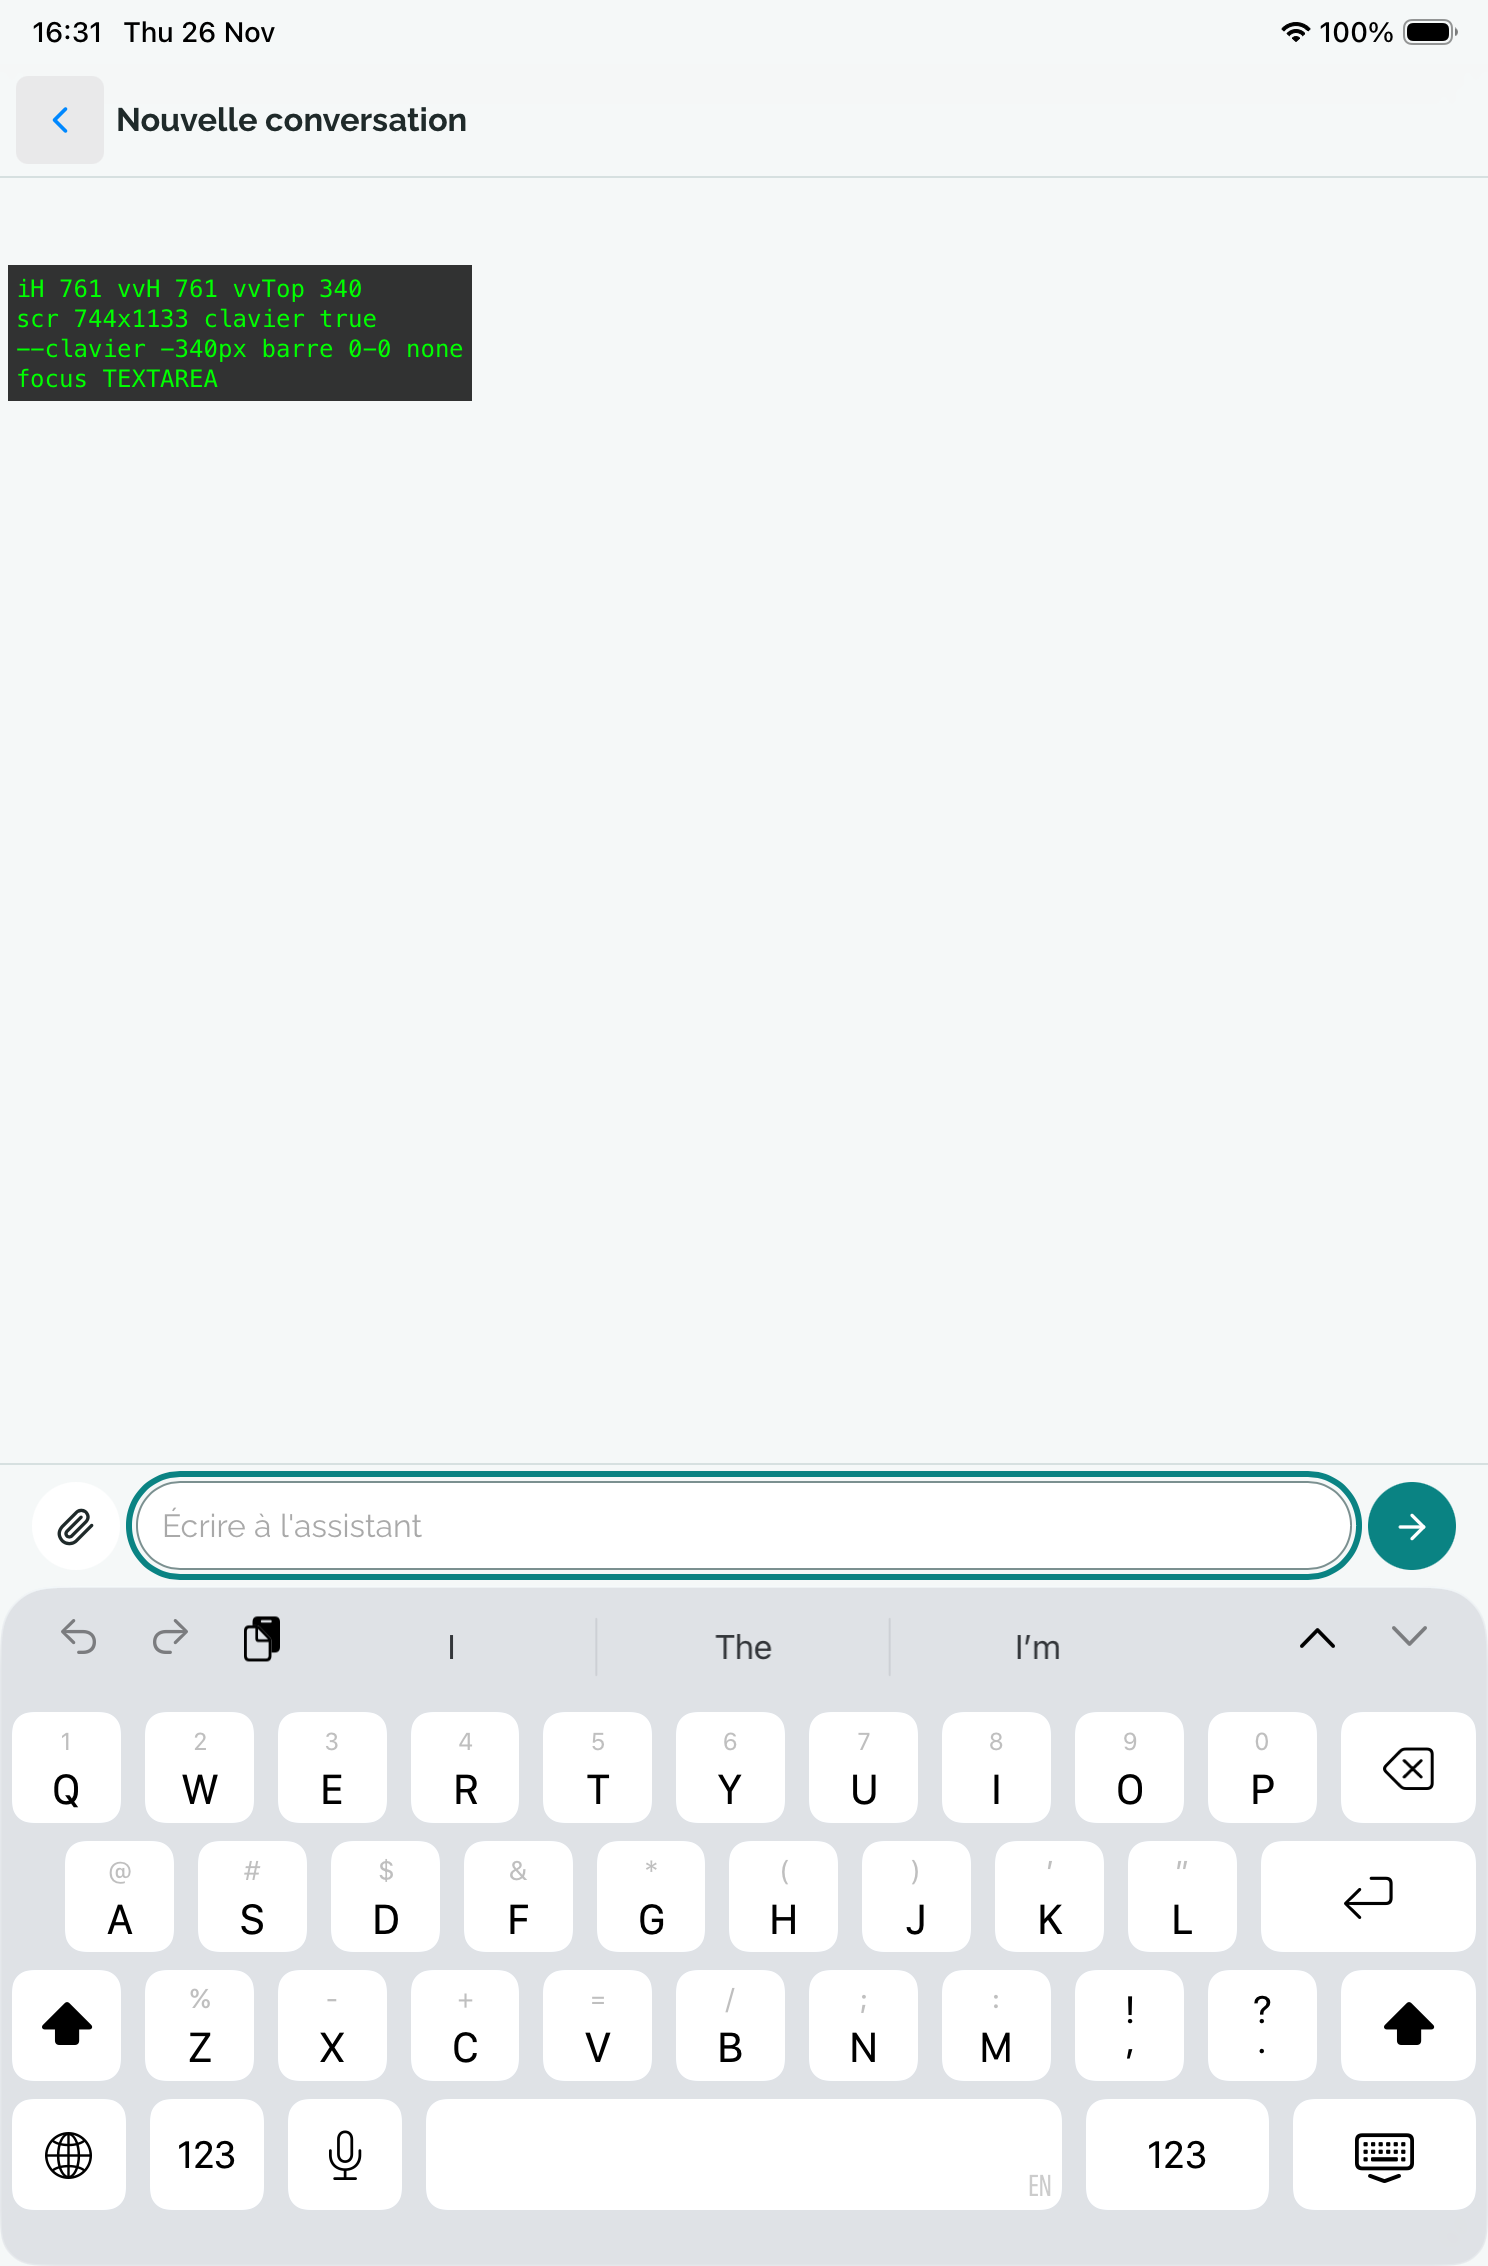 16:31 Thu 26 Nov 100%
Nouvelle conversation
iH 761 vvH 761 vvTop 340
scr 744x1133 clavier true
--clavier -340px barre 0-0 none
focus TEXTAREA
Écrire à l'assistant
I The I'm
1 2 3 4 5 6 7 8 9 0
Q W E R T Y U I O P
@ # $ & * ( ) ' "
A S D F G H J K L
% - + = / ; : ! ?
Z X C V B N M , .
123 EN 123